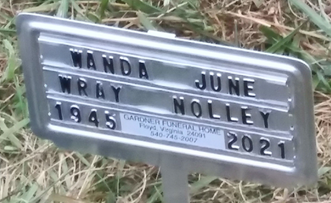 WANDA JUNE
WRAY NOLLEY
1945 2021
GARDNER FUNERAL HOME
Floyd, Virginia 24091
540-745-2007